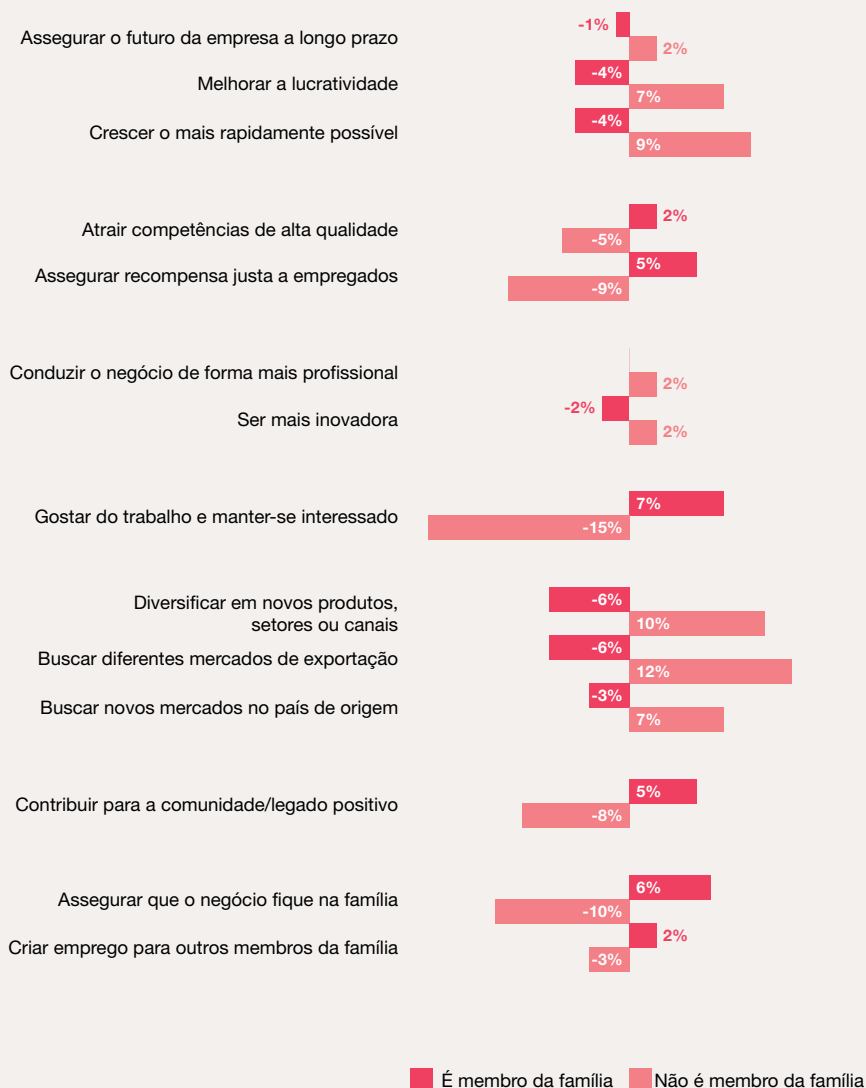 -1%
Assegurar o futuro da empresa a longo prazo
2%
-4%
Melhorar a lucratividade
7%
-4%
Crescer o mais rapidamente possível
9%
2%
Atrair competências de alta qualidade
-5%
5%
Assegurar recompensa justa a empregados
-9%
Conduzir o negócio de forma mais profissional
2%
-2%
Ser mais inovadora
2%
7%
Gostar do trabalho e manter-se interessado
-15%
-6%
Diversificar em novos produtos,
setores ou canais
10%
-6%
Buscar diferentes mercados de exportação
12%
-3%
Buscar novos mercados no país de origem
7%
5%
Contribuir para a comunidade/legado positivo
-8%
6%
Assegurar que o negócio fique na família
-10%
2%
Criar emprego para outros membros da família
-3%
É membro da família Não é membro da família